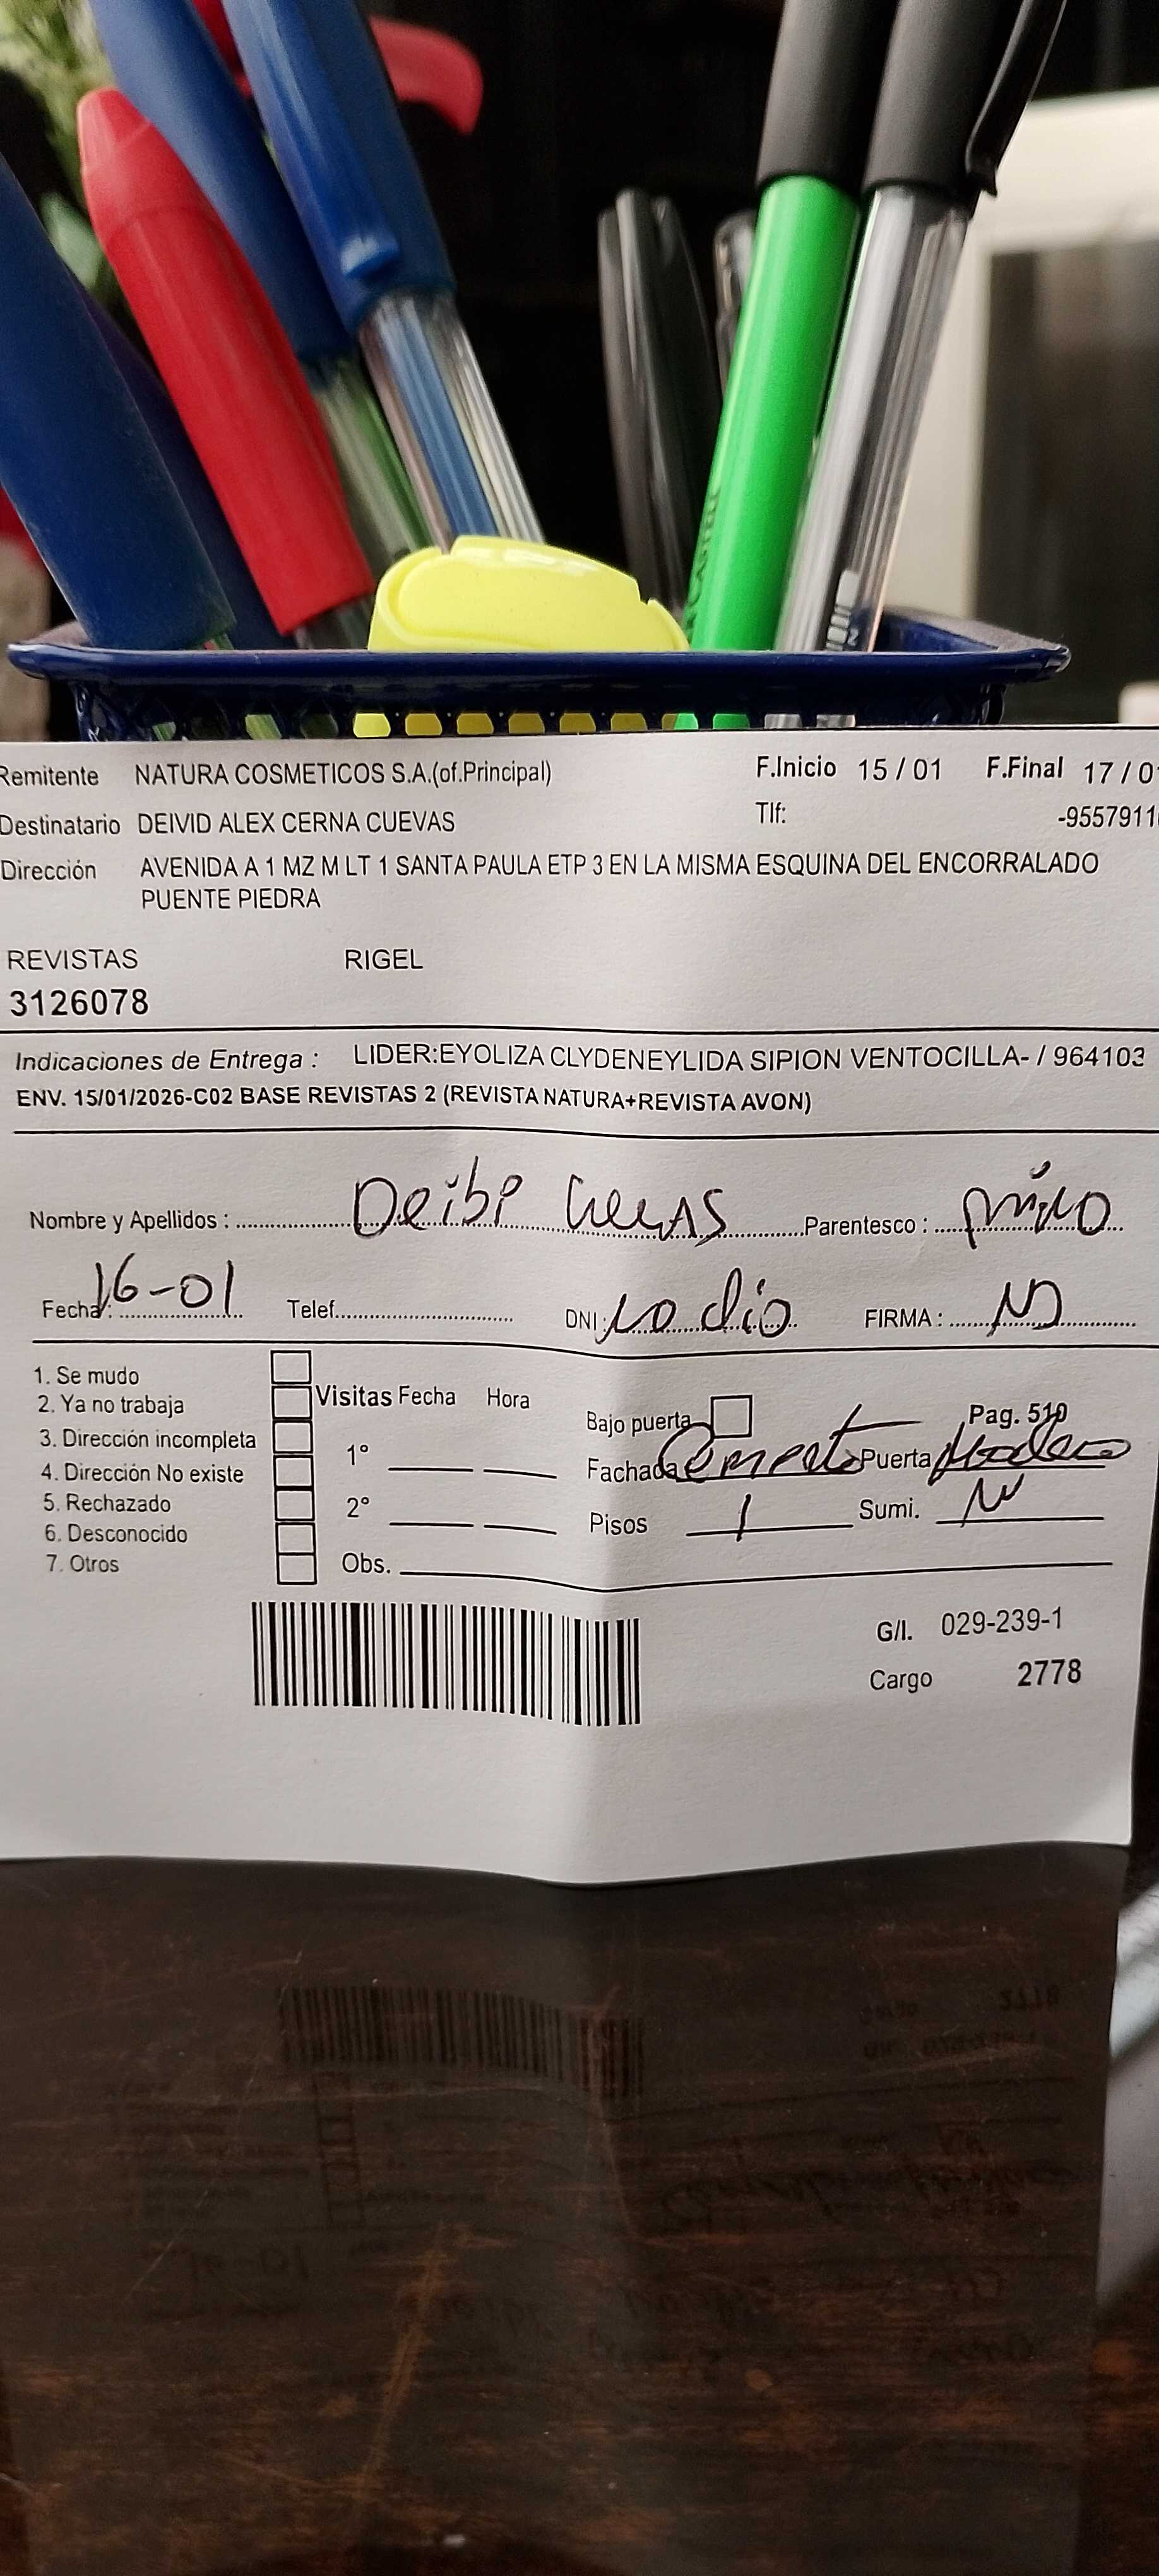 Remitente NATURA COSMETICOS S.A.(of.Principal) F.Inicio 15 / 01 F.Final 17 / 0
Destinatario DEIVID ALEX CERNA CUEVAS Tlf: -9557911
Dirección AVENIDA A 1 MZ M LT 1 SANTA PAULA ETP 3 EN LA MISMA ESQUINA DEL ENCORRALADO
PUENTE PIEDRA
REVISTAS RIGEL
3126078
Indicaciones de Entrega : LIDER:EYOLIZA CLYDENEYLIDA SIPION VENTOCILLA- / 964103
ENV. 15/01/2026-C02 BASE REVISTAS 2 (REVISTA NATURA+REVISTA AVON)
Nombre y Apellidos : Deibi Parentesco :
Fecha : 16-01 Telef. DNI : no dio FIRMA :
1. Se mudo
2. Ya no trabaja Visitas Fecha Hora Bajo puerta Pag. 510
3. Dirección incompleta
4. Dirección No existe 1° Fachada Cemento Puerta Madera
5. Rechazado
6. Desconocido 2° Pisos 1 Sumi.
7. Otros Obs.
G/I. 029-239-1
Cargo 2778